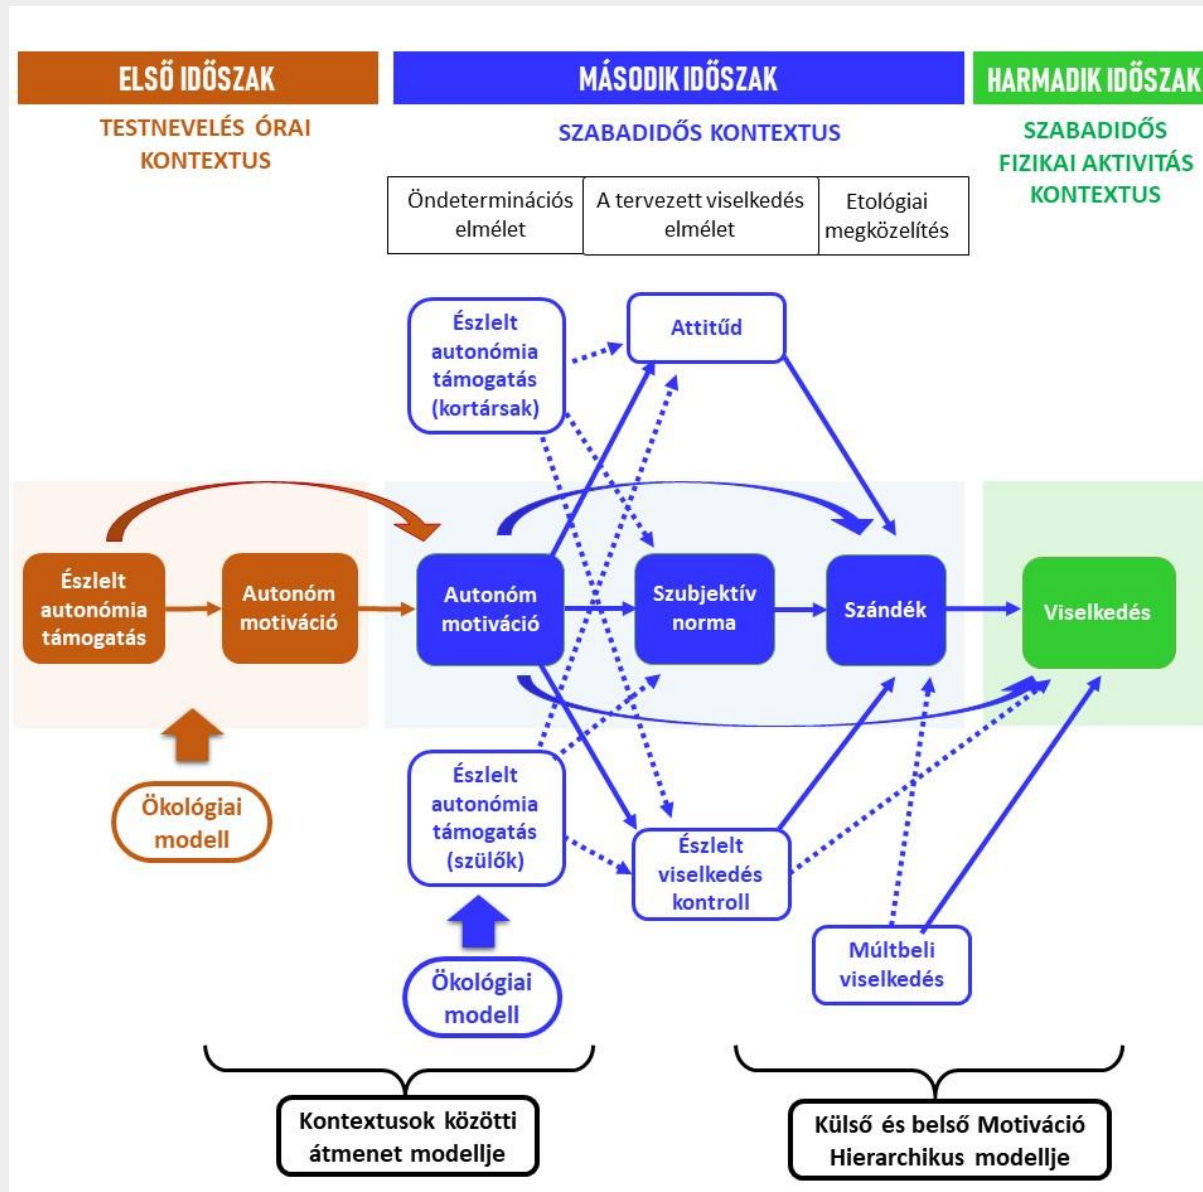 ELSŐ IDŐSZAK
MÁSODIK IDŐSZAK
HARMADIK IDŐSZAK
TESTNEVELÉS ÓRAI
KONTEXTUS
SZABADIDŐS KONTEXTUS
SZABADIDŐS
FIZIKAI AKTIVITÁS
KONTEXTUS
Öndeterminációs
elmélet
A tervezett viselkedés
elmélet
Etológiai
megközelítés
Észlelt
autonómia
támogatás
(kortársak)
Attitűd
Észlelt
autonómia
támogatás
Autonóm
motiváció
Autonóm
motiváció
Szubjektív
norma
Szándék
Viselkedés
Ökológiai
modell
Észlelt
autonómia
támogatás
(szülők)
Észlelt
viselkedés
kontroll
Múltbeli
viselkedés
Ökológiai
modell
Kontextusok közötti
átmenet modellje
Külső és belső Motiváció
Hierarchikus modellje